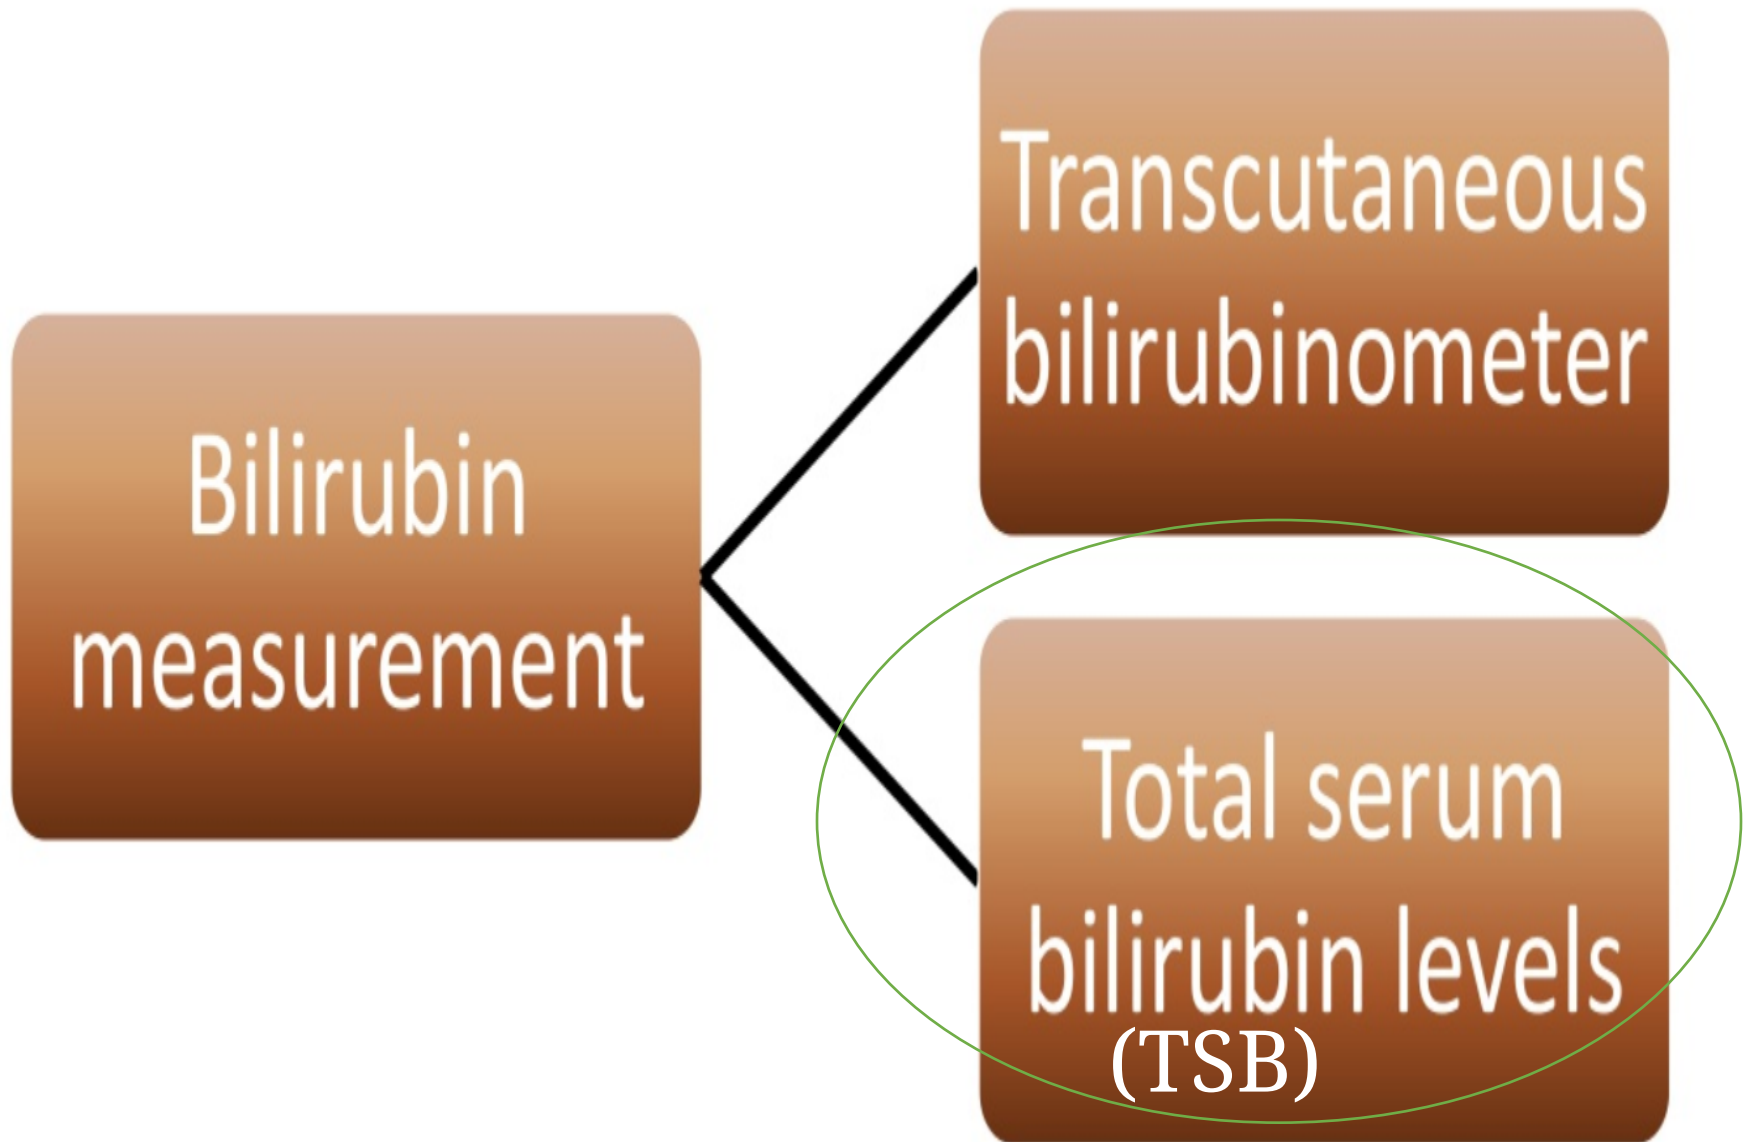 Bilirubin
measurement
Transcutaneous
bilirubinometer
Total serum
bilirubin levels
(TSB)